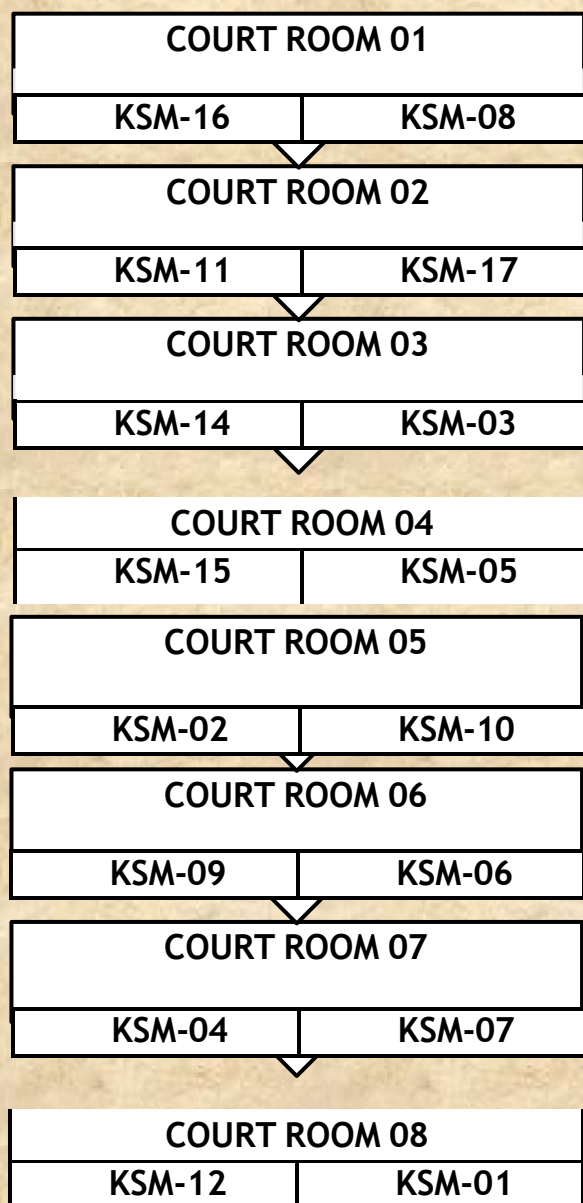 COURT ROOM 01
KSM-16 KSM-08
COURT ROOM 02
KSM-11 KSM-17
COURT ROOM 03
KSM-14 KSM-03
COURT ROOM 04
KSM-15 KSM-05
COURT ROOM 05
KSM-02 KSM-10
COURT ROOM 06
KSM-09 KSM-06
COURT ROOM 07
KSM-04 KSM-07
COURT ROOM 08
KSM-12 KSM-01